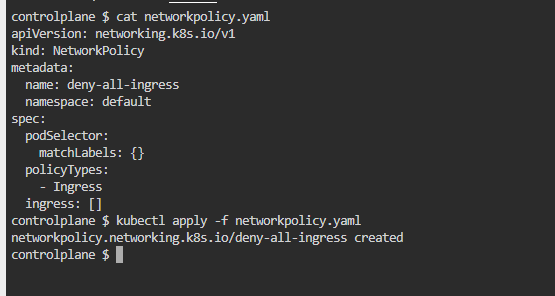 controlplane $ cat networkpolicy.yaml
apiVersion: networking.k8s.io/v1
kind: NetworkPolicy
metadata:
  name: deny-all-ingress
  namespace: default
spec:
  podSelector:
    matchLabels: {}
  policyTypes:
    - Ingress
  ingress: []
controlplane $ kubectl apply -f networkpolicy.yaml
networkpolicy.networking.k8s.io/deny-all-ingress created
controlplane $